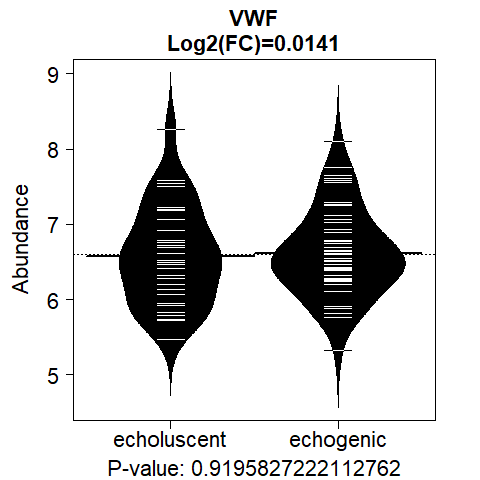 VWF
Log2(FC)=0.0141
Abundance
9
8
7
6
5
echoluscent echogenic
P-value: 0.9195827222112762